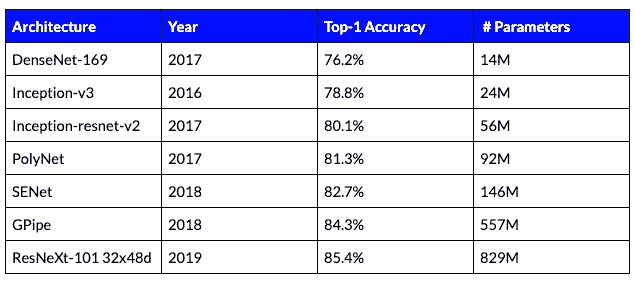 Architecture Year Top-1 Accuracy # Parameters
DenseNet-169 2017 76.2% 14M
Inception-v3 2016 78.8% 24M
Inception-resnet-v2 2017 80.1% 56M
PolyNet 2017 81.3% 92M
SENet 2018 82.7% 146M
GPipe 2018 84.3% 557M
ResNeXt-101 32x48d 2019 85.4% 829M